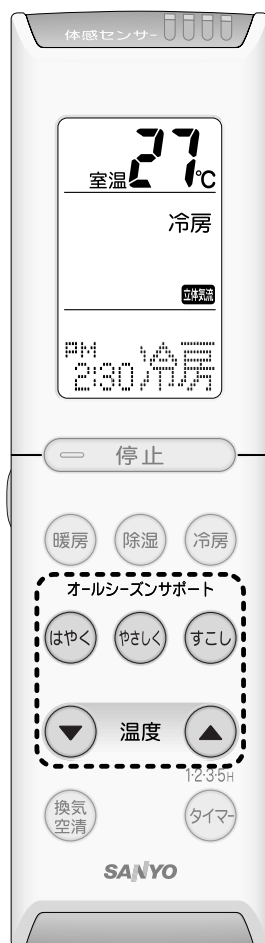 体感センサー
27
室温 ℃
冷房
立体気流
PM
2:30 冷房
停止
暖房 除湿 冷房
オールシーズンサポート
はやく やさしく すこし
▼ 温度 ▲
1·2·3·5H
換気
空清
タイマー
SANYO